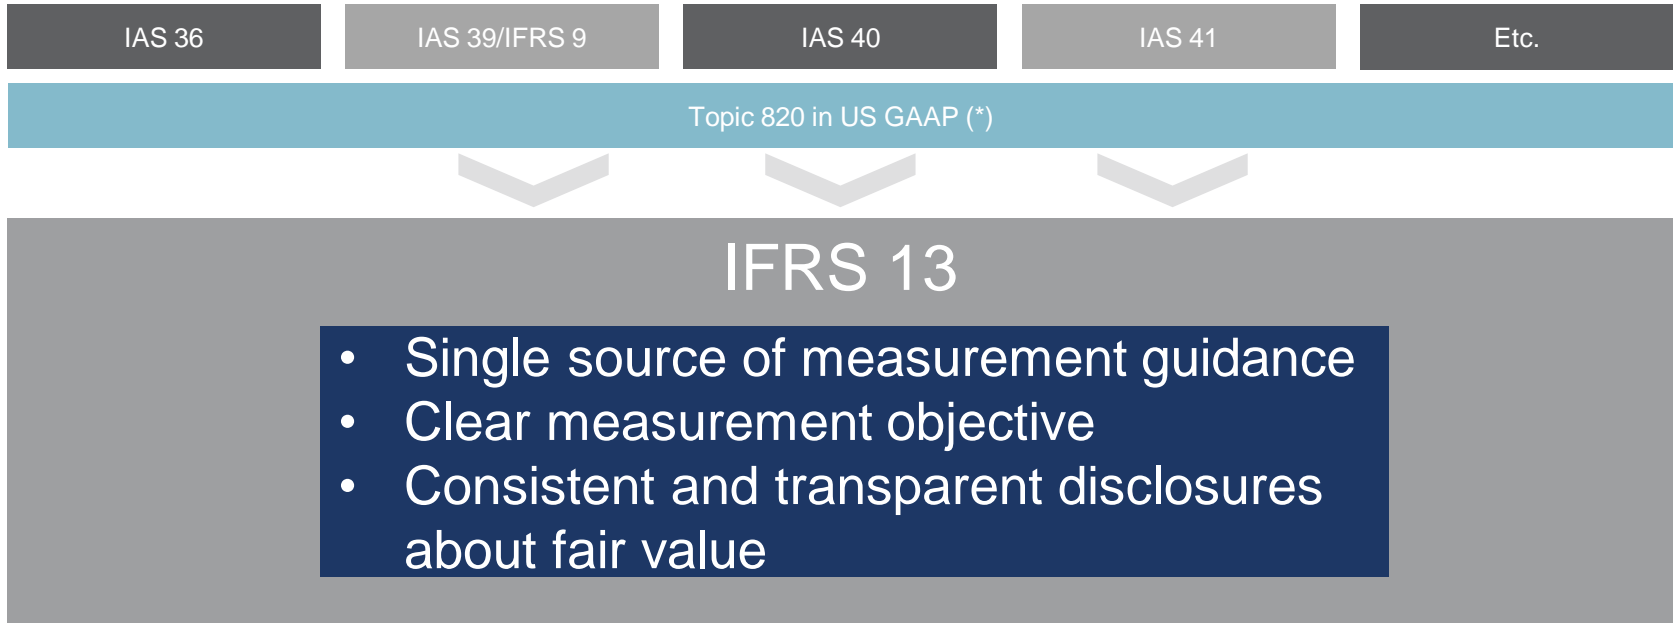 IAS 36
IAS 39/IFRS 9
IAS 40
IAS 41
Etc.
Topic 820 in US GAAP (*)
IFRS 13
• Single source of measurement guidance
• Clear measurement objective
• Consistent and transparent disclosures
about fair value